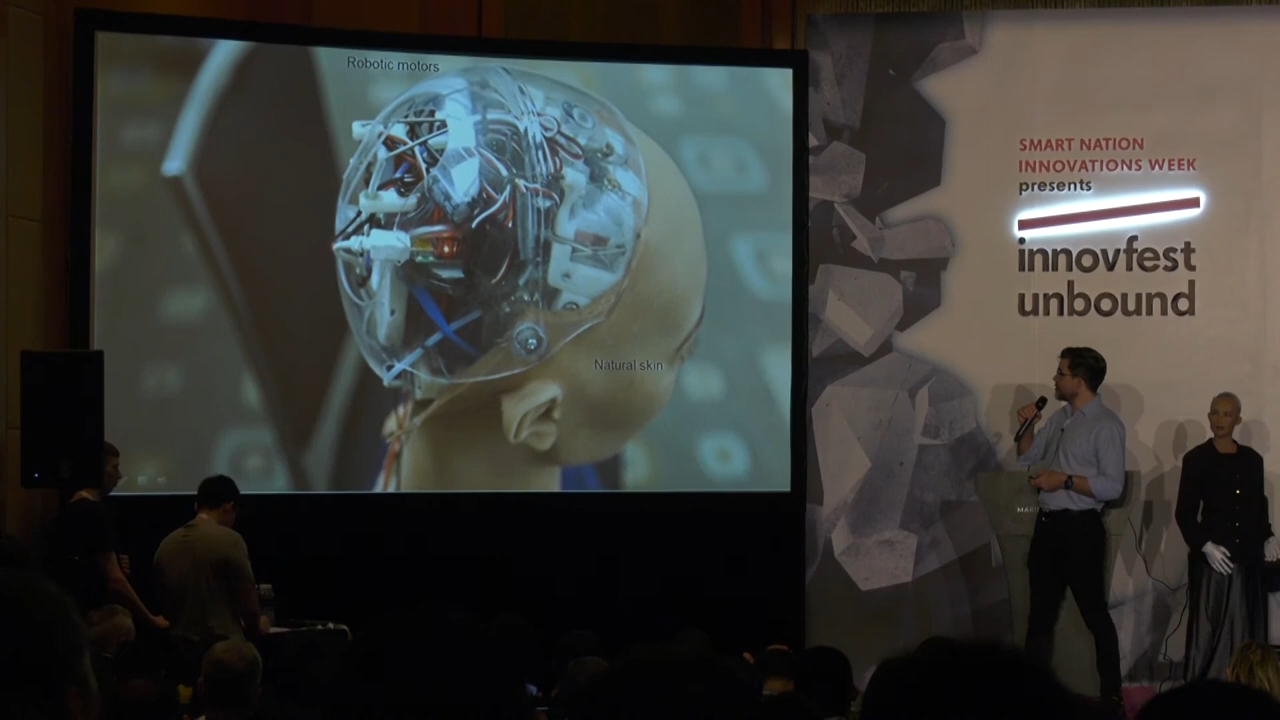 Robotic motors
Natural skin
SMART NATION
INNOVATIONS WEEK
presents
innovfest
unbound